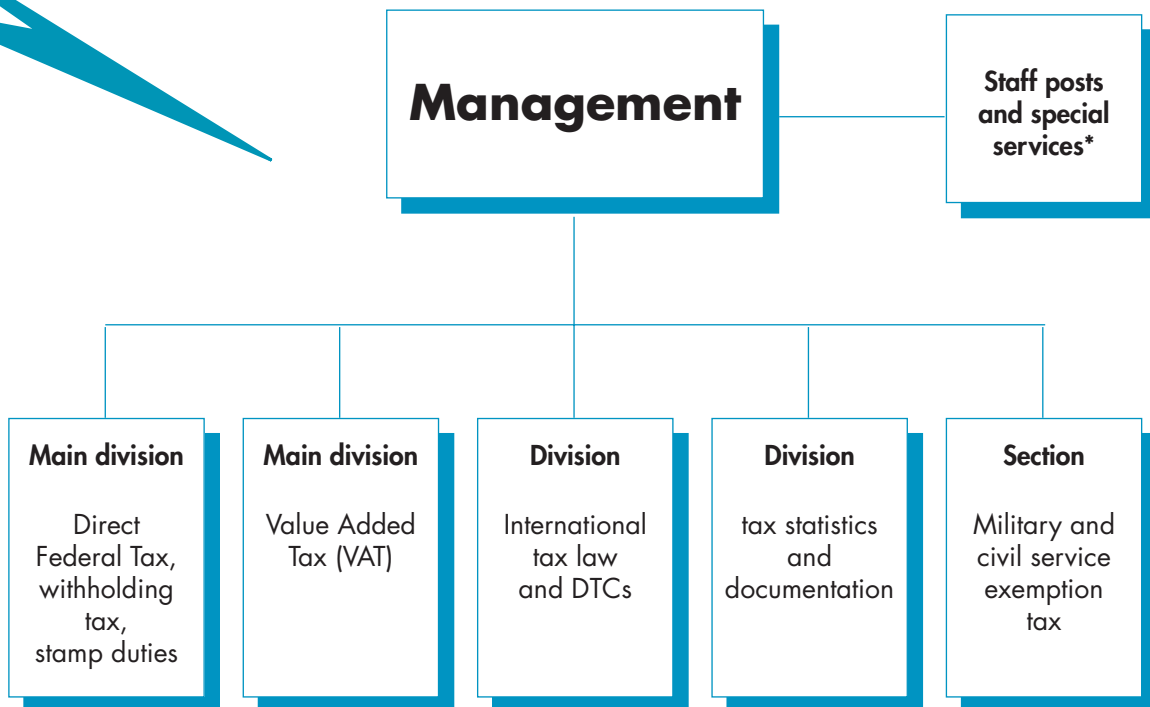 Management
Staff posts
and special
services*
Main division
Direct
Federal Tax,
withholding
tax,
stamp duties
Main division
Value Added
Tax (VAT)
Division
International
tax law
and DTCs
Division
tax statistics
and
documentation
Section
Military and
civil service
exemption
tax